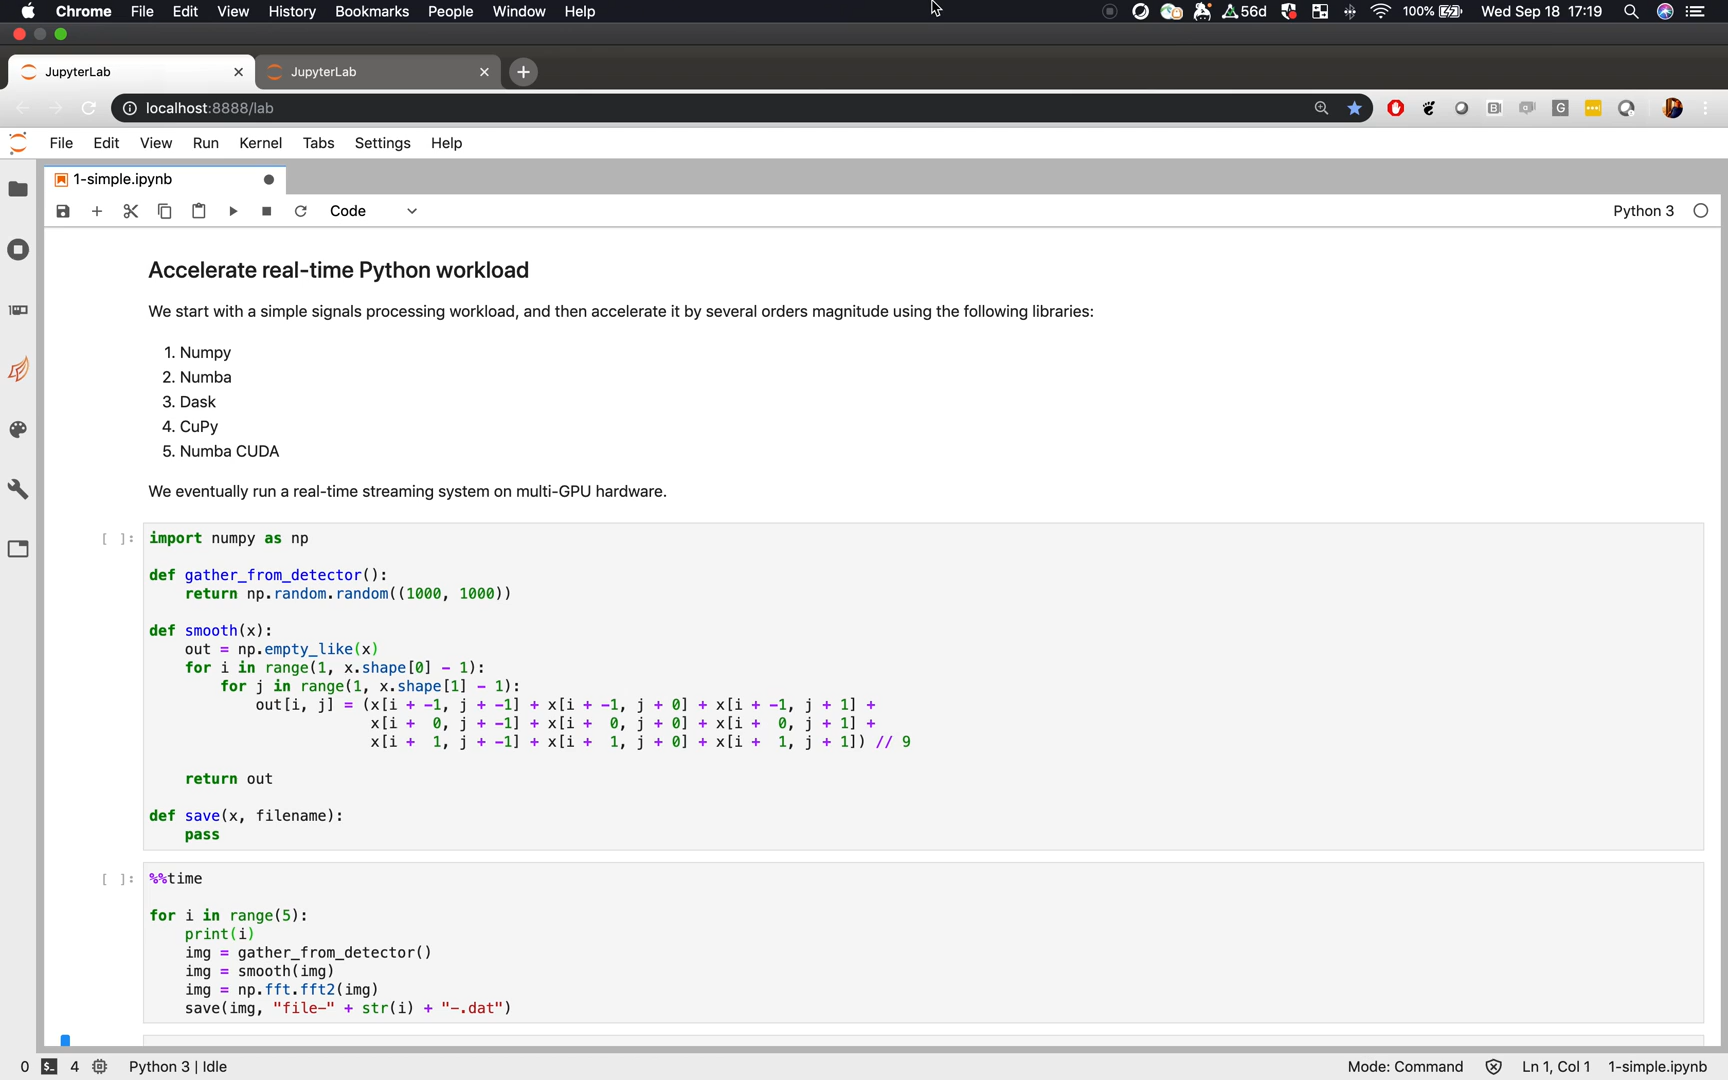 Chrome File Edit View History Bookmarks People Window Help 56d 100% Wed Sep 18 17:19
JupyterLab JupyterLab
localhost:8888/lab
File Edit View Run Kernel Tabs Settings Help
1-simple.ipynb
Code Python 3
Accelerate real-time Python workload
We start with a simple signals processing workload, and then accelerate it by several orders magnitude using the following libraries:
1. Numpy
2. Numba
3. Dask
4. CuPy
5. Numba CUDA
We eventually run a real-time streaming system on multi-GPU hardware.
[ ]: import numpy as np
def gather_from_detector():
    return np.random.random((1000, 1000))
def smooth(x):
    out = np.empty_like(x)
    for i in range(1, x.shape[0] - 1):
        for j in range(1, x.shape[1] - 1):
            out[i, j] = (x[i + -1, j + -1] + x[i + -1, j + 0] + x[i + -1, j + 1] +
                         x[i +  0, j + -1] + x[i +  0, j + 0] + x[i +  0, j + 1] +
                         x[i +  1, j + -1] + x[i +  1, j + 0] + x[i +  1, j + 1]) // 9
    return out
def save(x, filename):
    pass
[ ]: %%time
for i in range(5):
    print(i)
    img = gather_from_detector()
    img = smooth(img)
    img = np.fft.fft2(img)
    save(img, "file-" + str(i) + "-.dat")
0 4 Python 3 | Idle Mode: Command Ln 1, Col 1 1-simple.ipynb